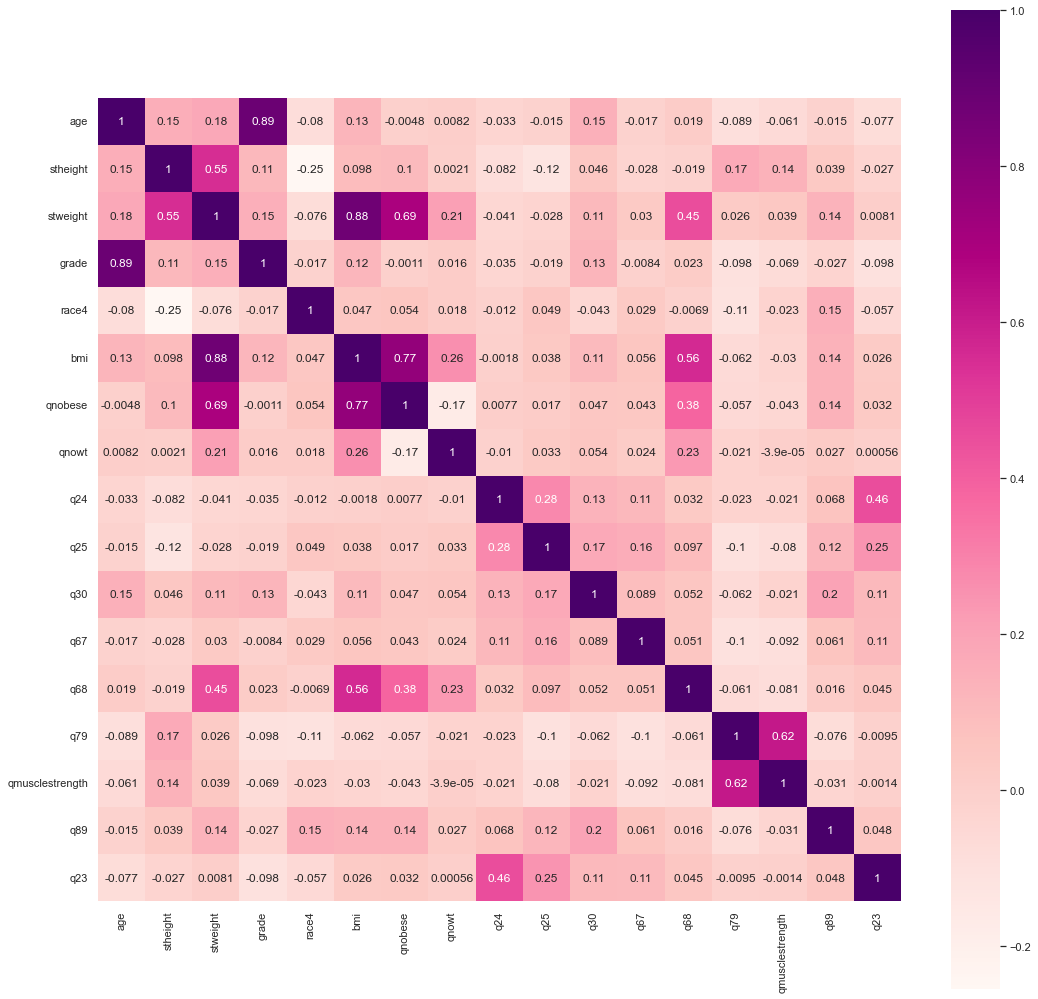 1.0
age 1 0.15 0.18 0.89 -0.08 0.13 -0.0048 0.0082 -0.033 -0.015 0.15 -0.017 0.019 -0.089 -0.061 -0.015 -0.077
stheight 0.15 1 0.55 0.11 -0.25 0.098 0.1 0.0021 -0.082 -0.12 0.046 -0.028 -0.019 0.17 0.14 0.039 -0.027
0.8
stweight 0.18 0.55 1 0.15 -0.076 0.88 0.69 0.21 -0.041 -0.028 0.11 0.03 0.45 0.026 0.039 0.14 0.0081
grade 0.89 0.11 0.15 1 -0.017 0.12 -0.0011 0.016 -0.035 -0.019 0.13 -0.0084 0.023 -0.098 -0.069 -0.027 -0.098
race4 -0.08 -0.25 -0.076 -0.017 1 0.047 0.054 0.018 -0.012 0.049 -0.043 0.029 -0.0069 -0.11 -0.023 0.15 -0.057
0.6
bmi 0.13 0.098 0.88 0.12 0.047 1 0.77 0.26 -0.0018 0.038 0.11 0.056 0.56 -0.062 -0.03 0.14 0.026
qnobese -0.0048 0.1 0.69 -0.0011 0.054 0.77 1 -0.17 0.0077 0.017 0.047 0.043 0.38 -0.057 -0.043 0.14 0.032
qnowt 0.0082 0.0021 0.21 0.016 0.018 0.26 -0.17 1 -0.01 0.033 0.054 0.024 0.23 -0.021 -3.9e-05 0.027 0.00056
0.4
q24 -0.033 -0.082 -0.041 -0.035 -0.012 -0.0018 0.0077 -0.01 1 0.28 0.13 0.11 0.032 -0.023 -0.021 0.068 0.46
q25 -0.015 -0.12 -0.028 -0.019 0.049 0.038 0.017 0.033 0.28 1 0.17 0.16 0.097 -0.1 -0.08 0.12 0.25
q30 0.15 0.046 0.11 0.13 -0.043 0.11 0.047 0.054 0.13 0.17 1 0.089 0.052 -0.062 -0.021 0.2 0.11
0.2
q67 -0.017 -0.028 0.03 -0.0084 0.029 0.056 0.043 0.024 0.11 0.16 0.089 1 0.051 -0.1 -0.092 0.061 0.11
q68 0.019 -0.019 0.45 0.023 -0.0069 0.56 0.38 0.23 0.032 0.097 0.052 0.051 1 -0.061 -0.081 0.016 0.045
q79 -0.089 0.17 0.026 -0.098 -0.11 -0.062 -0.057 -0.021 -0.023 -0.1 -0.062 -0.1 -0.061 1 0.62 -0.076 -0.0095
qmusclestrength -0.061 0.14 0.039 -0.069 -0.023 -0.03 -0.043 -3.9e-05 -0.021 -0.08 -0.021 -0.092 -0.081 0.62 1 -0.031 -0.0014
0.0
q89 -0.015 0.039 0.14 -0.027 0.15 0.14 0.14 0.027 0.068 0.12 0.2 0.061 0.016 -0.076 -0.031 1 0.048
q23 -0.077 -0.027 0.0081 -0.098 -0.057 0.026 0.032 0.00056 0.46 0.25 0.11 0.11 0.045 -0.0095 -0.0014 0.048 1
age stheight stweight grade race4 bmi qnobese qnowt q24 q25 q30 q67 q68 q79 qmusclestrength q89 q23
−0.2